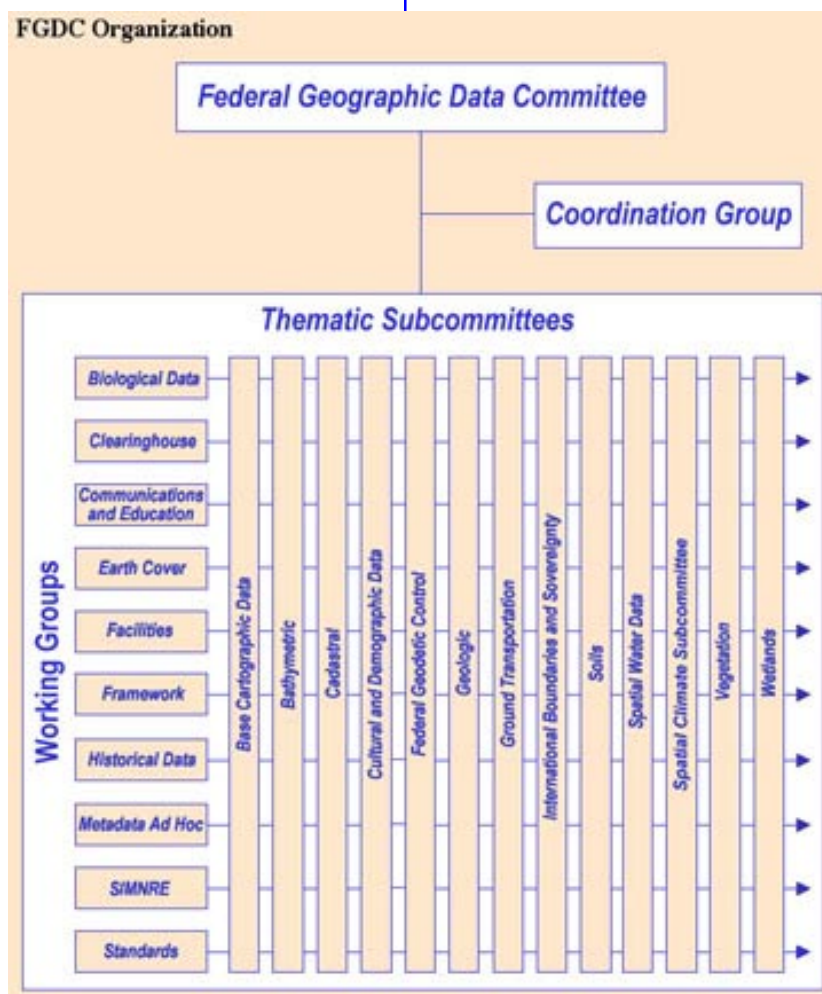 FGDC Organization
Federal Geographic Data Committee
Coordination Group
Thematic Subcommittees
Working Groups
Biological Data
Clearinghouse
Communications
and Education
Earth Cover
Facilities
Framework
Historical Data
Metadata Ad Hoc
SIMNRE
Standards
Base Cartographic Data
Bathymetric
Cadastral
Cultural and Demographic Data
Federal Geodetic Control
Geologic
Ground Transportation
International Boundaries and Sovereignty
Soils
Spatial Water Data
Spatial Climate Subcommittee
Vegetation
Wetlands